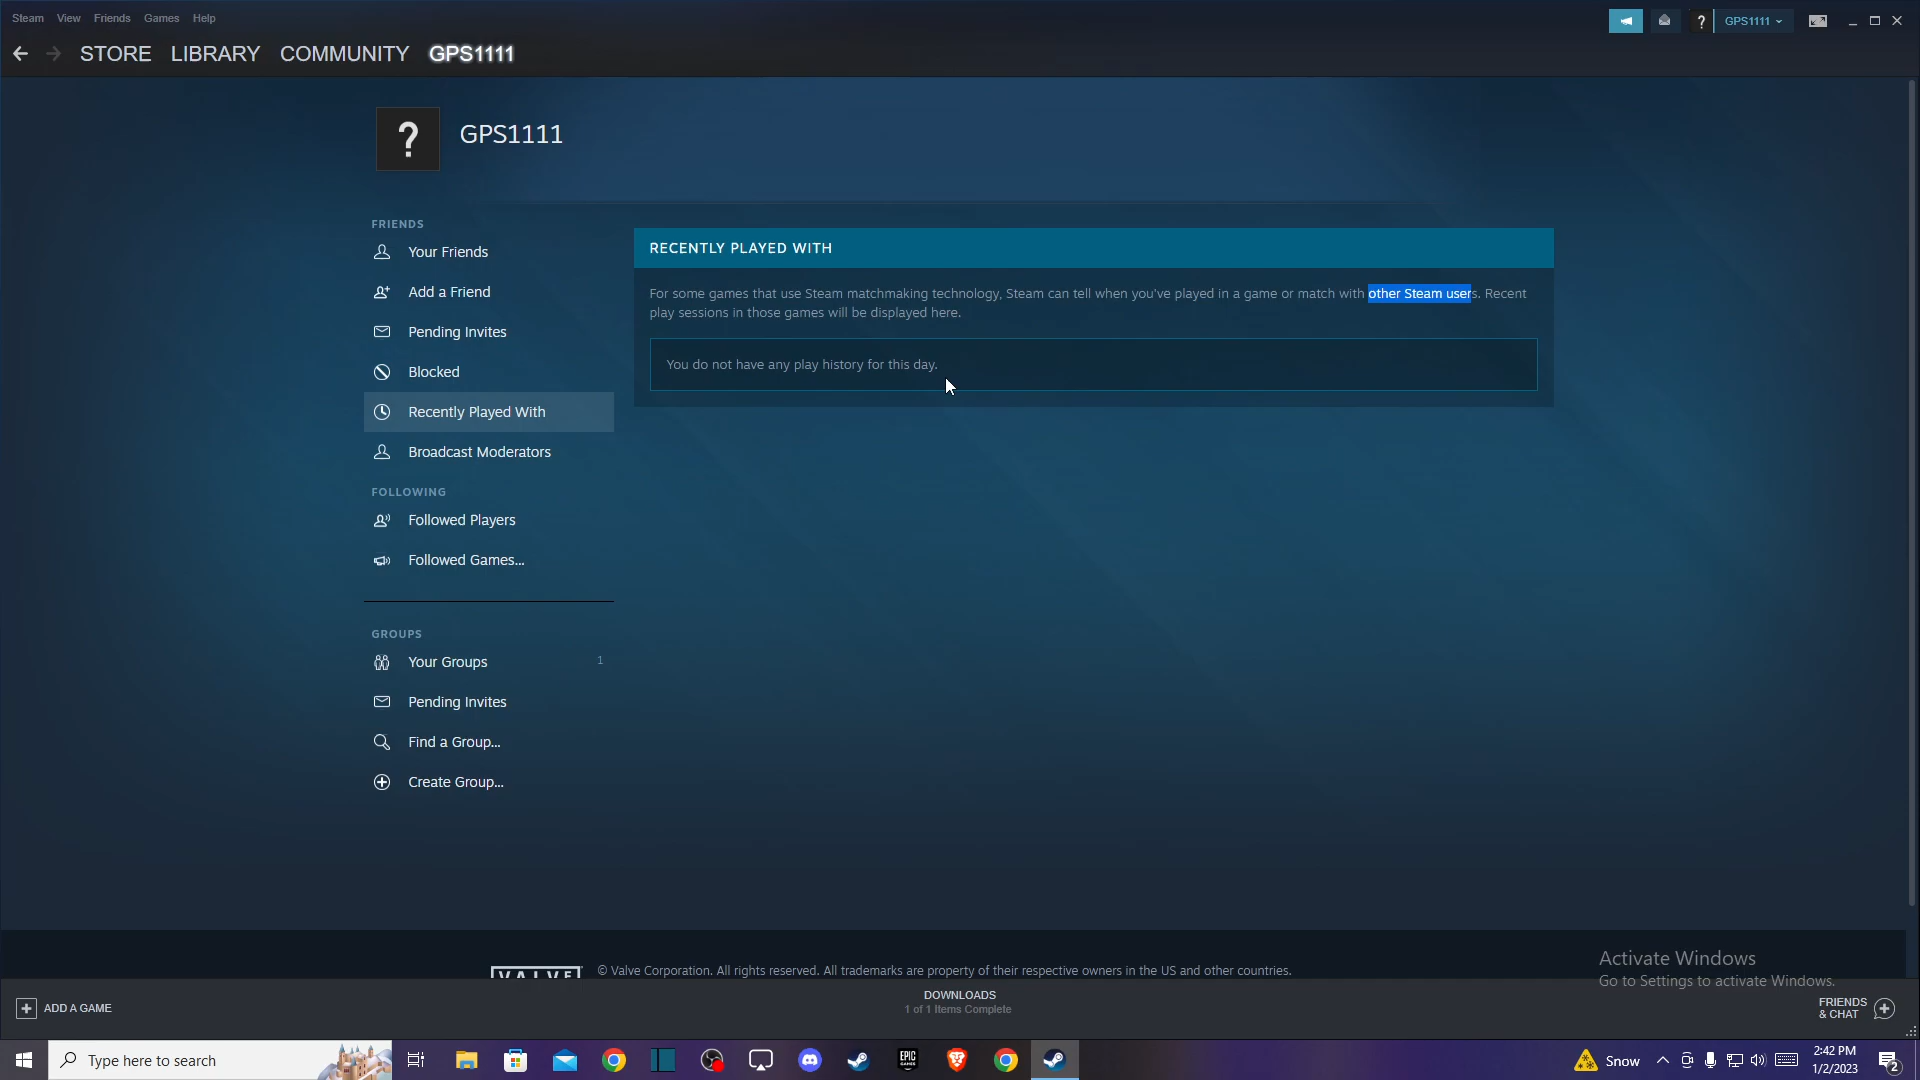 Steam View Friends Games Help
GPS1111
STORE LIBRARY COMMUNITY GPS1111
GPS1111
FRIENDS
Your Friends
Add a Friend
Pending Invites
Blocked
Recently Played With
Broadcast Moderators
FOLLOWING
Followed Players
Followed Games...
GROUPS
Your Groups 1
Pending Invites
Find a Group...
Create Group...
RECENTLY PLAYED WITH
For some games that use Steam matchmaking technology, Steam can tell when you've played in a game or match with other Steam users. Recent
play sessions in those games will be displayed here.
You do not have any play history for this day.
VALVE
© Valve Corporation. All rights reserved. All trademarks are property of their respective owners in the US and other countries.
Activate Windows
Go to Settings to activate Windows.
ADD A GAME
DOWNLOADS
1 of 1 Items Complete
FRIENDS
& CHAT
Type here to search
EPIC
GAMES
Snow
2:42 PM
1/2/2023
2